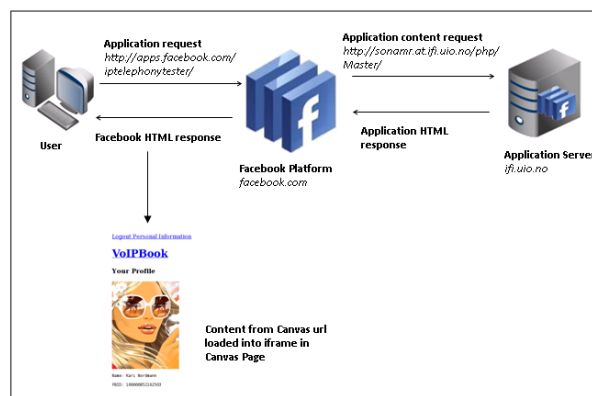 Application request
http://apps.facebook.com/
iptelephonytester/
Application content request
http://sonamr.at.ifi.uio.no/php/
Master/
User
Facebook HTML response
Facebook Platform
facebook.com
Application HTML
response
Application Server
ifi.uio.no
Logout Personal Information
VoIPBook
Your Profile
Content from Canvas url
loaded into iframe in
Canvas Page
Name: Kari Nordmann
FBID: